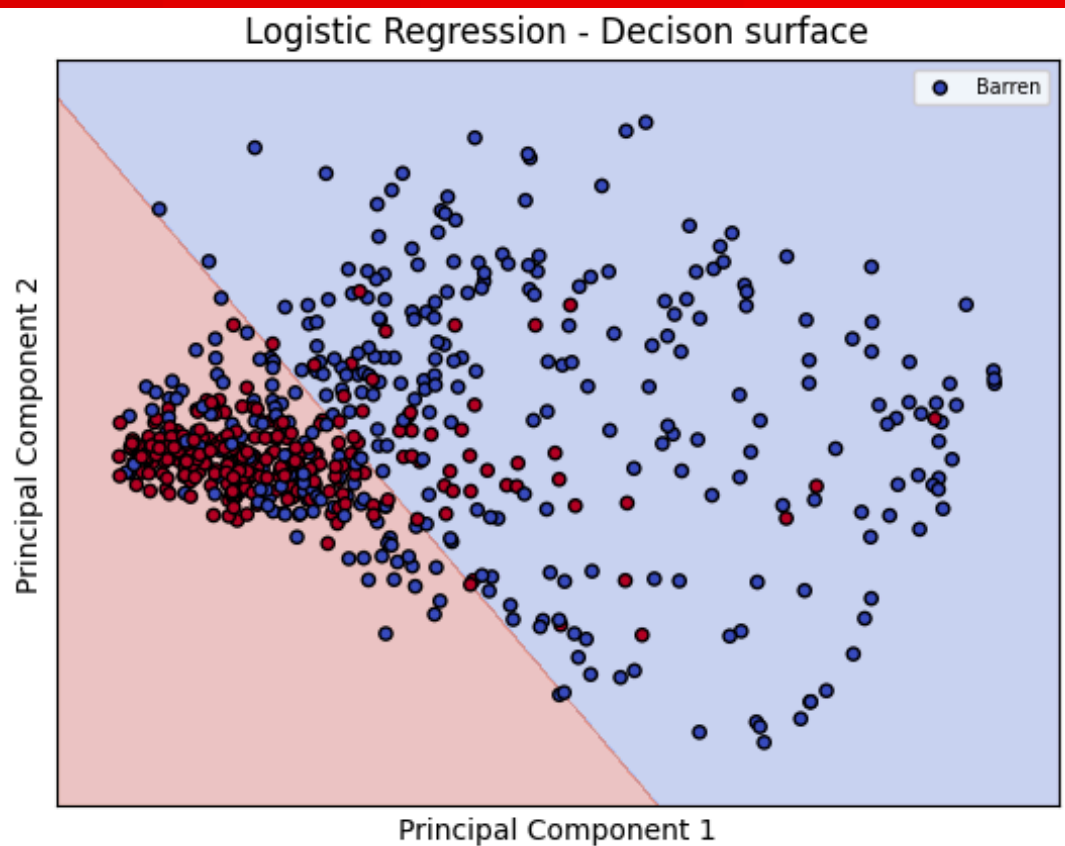 Logistic Regression - Decison surface
Barren
Principal Component 2
Principal Component 1